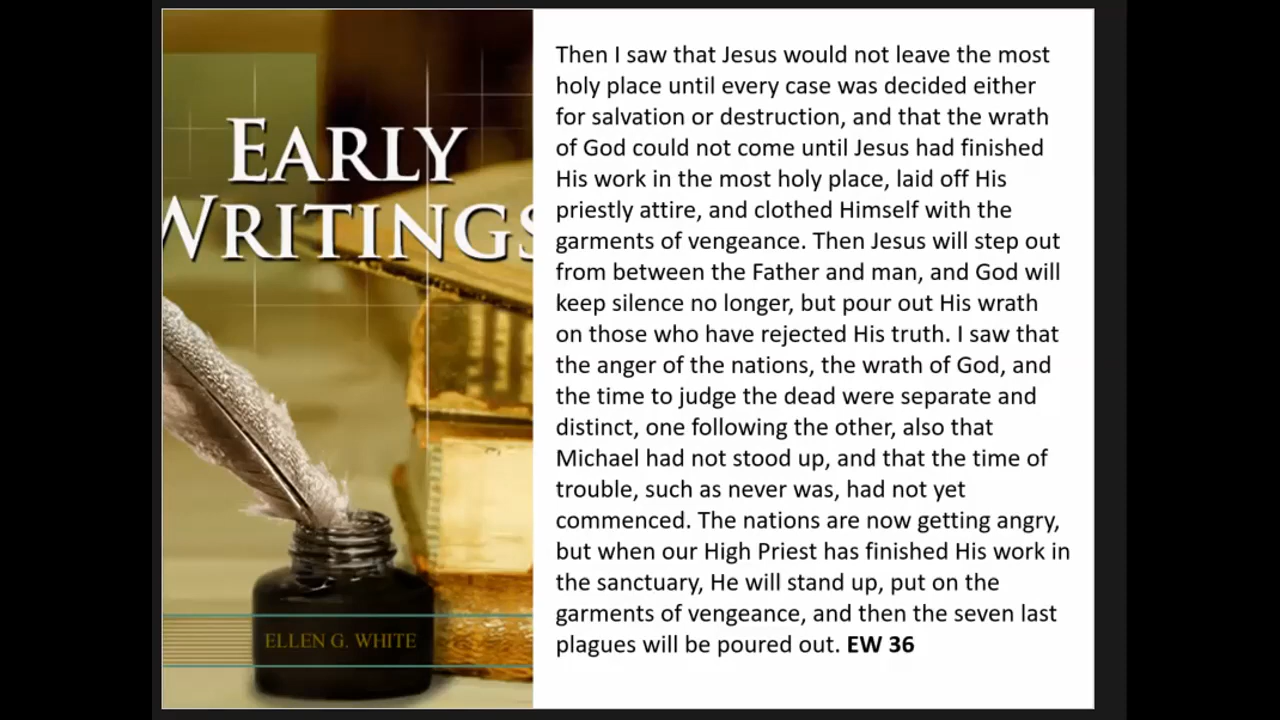 EARLY
WRITINGS
ELLEN G. WHITE
Then I saw that Jesus would not leave the most
holy place until every case was decided either
for salvation or destruction, and that the wrath
of God could not come until Jesus had finished
His work in the most holy place, laid off His
priestly attire, and clothed Himself with the
garments of vengeance. Then Jesus will step out
from between the Father and man, and God will
keep silence no longer, but pour out His wrath
on those who have rejected His truth. I saw that
the anger of the nations, the wrath of God, and
the time to judge the dead were separate and
distinct, one following the other, also that
Michael had not stood up, and that the time of
trouble, such as never was, had not yet
commenced. The nations are now getting angry,
but when our High Priest has finished His work in
the sanctuary, He will stand up, put on the
garments of vengeance, and then the seven last
plagues will be poured out. EW 36